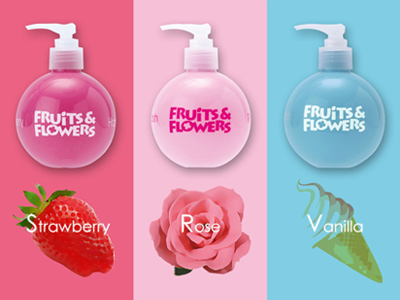 FRUiTS &
FLOWERS
FRUiTS &
FLOWERS
FRUiTS &
FLOWERS
Strawberry
Rose
Vanilla